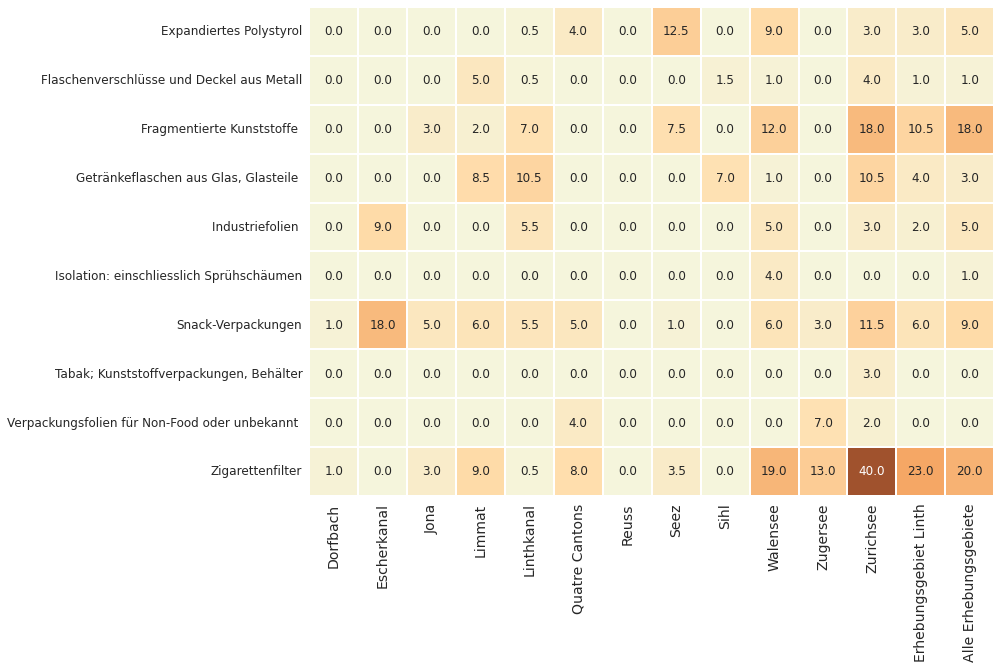 Expandiertes Polystyrol 0.0 0.0 0.0 0.0 0.5 4.0 0.0 12.5 0.0 9.0 0.0 3.0 3.0 5.0
Flaschenverschlüsse und Deckel aus Metall 0.0 0.0 0.0 5.0 0.5 0.0 0.0 0.0 1.5 1.0 0.0 4.0 1.0 1.0
Fragmentierte Kunststoffe 0.0 0.0 3.0 2.0 7.0 0.0 0.0 7.5 0.0 12.0 0.0 18.0 10.5 18.0
Getränkeflaschen aus Glas, Glasteile 0.0 0.0 0.0 8.5 10.5 0.0 0.0 0.0 7.0 1.0 0.0 10.5 4.0 3.0
Industriefolien 0.0 9.0 0.0 0.0 5.5 0.0 0.0 0.0 0.0 5.0 0.0 3.0 2.0 5.0
Isolation: einschliesslich Sprühschäumen 0.0 0.0 0.0 0.0 0.0 0.0 0.0 0.0 0.0 4.0 0.0 0.0 0.0 1.0
Snack-Verpackungen 1.0 18.0 5.0 6.0 5.5 5.0 0.0 1.0 0.0 6.0 3.0 11.5 6.0 9.0
Tabak; Kunststoffverpackungen, Behälter 0.0 0.0 0.0 0.0 0.0 0.0 0.0 0.0 0.0 0.0 0.0 3.0 0.0 0.0
Verpackungsfolien für Non-Food oder unbekannt 0.0 0.0 0.0 0.0 0.0 4.0 0.0 0.0 0.0 0.0 7.0 2.0 0.0 0.0
Zigarettenfilter 1.0 0.0 3.0 9.0 0.5 8.0 0.0 3.5 0.0 19.0 13.0 40.0 23.0 20.0
Dorfbach
Escherkanal
Jona
Limmat
Linthkanal
Quatre Cantons
Reuss
Seez
Sihl
Walensee
Zugersee
Zurichsee
Erhebungsgebiet Linth
Alle Erhebungsgebiete